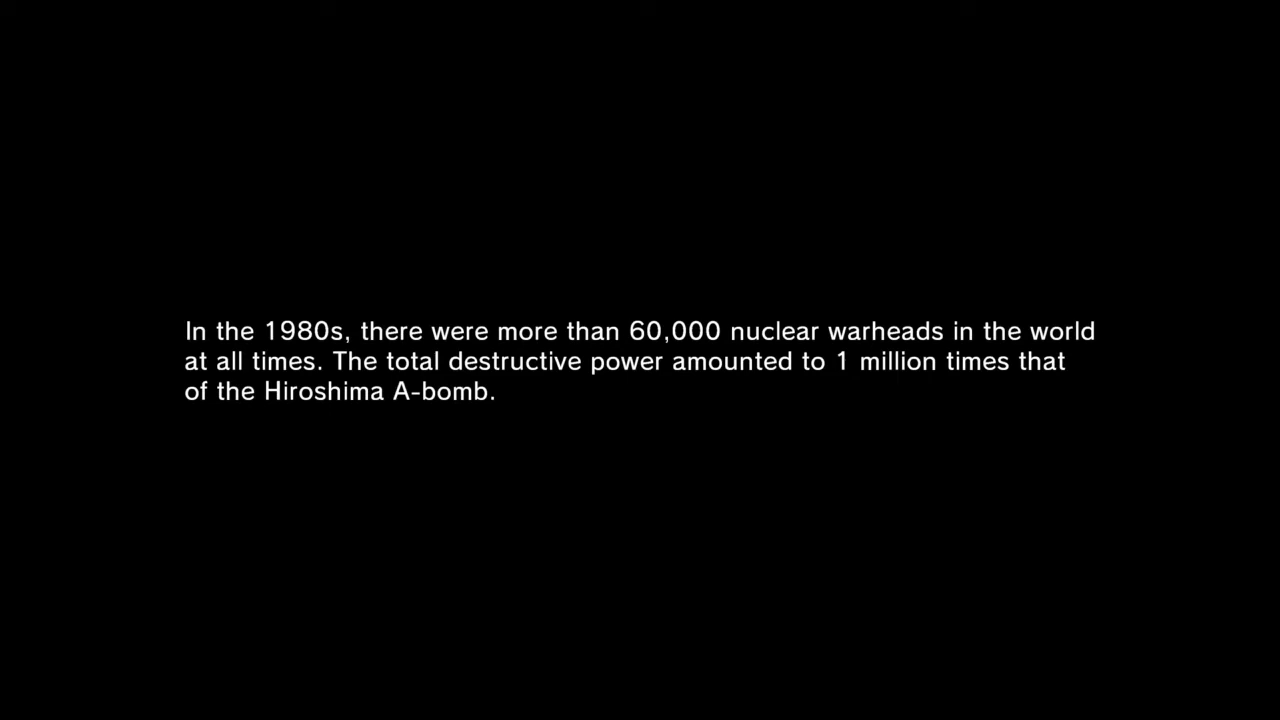 In the 1980s, there were more than 60,000 nuclear warheads in the world
at all times. The total destructive power amounted to 1 million times that
of the Hiroshima A-bomb.